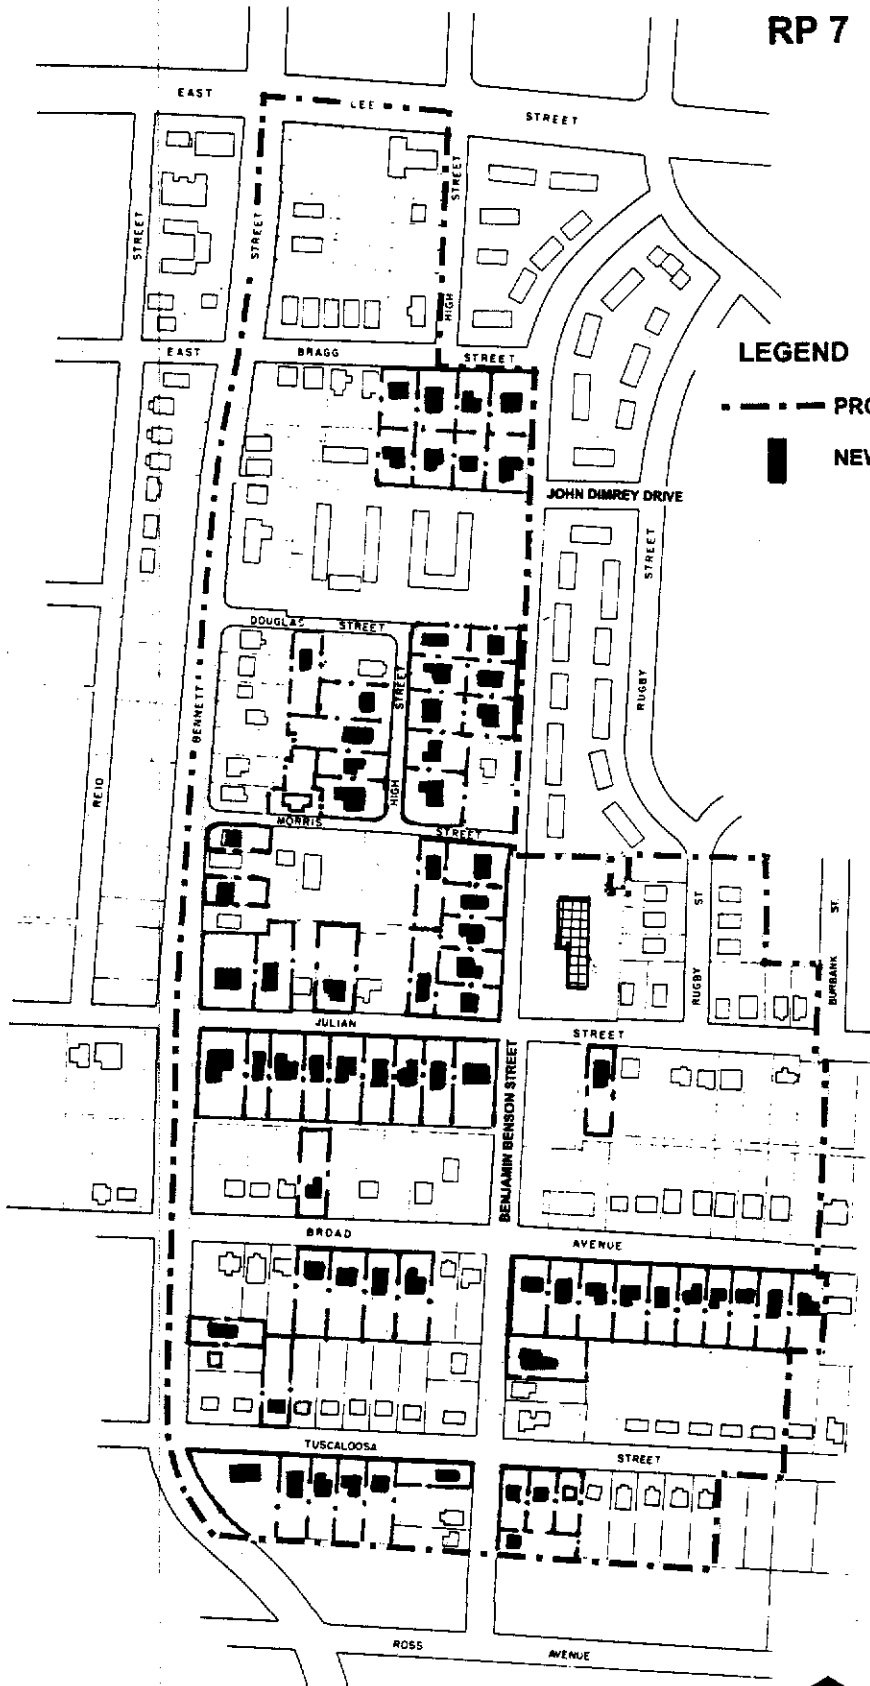 RP 7
EAST LEE STREET
STREET
STREET
STREET
HIGH
EAST BRAGG STREET
LEGEND
PRO
NEW
JOHN DIMREY DRIVE
STREET
RUGBY
DOUGLAS STREET
STREET
HIGH
BENNETT
REID
MORRIS STREET
RUGBY ST
BURBANK ST
JULIAN STREET
BENJAMIN BENSON STREET
BROAD AVENUE
TUSCALOOSA STREET
ROSS AVENUE